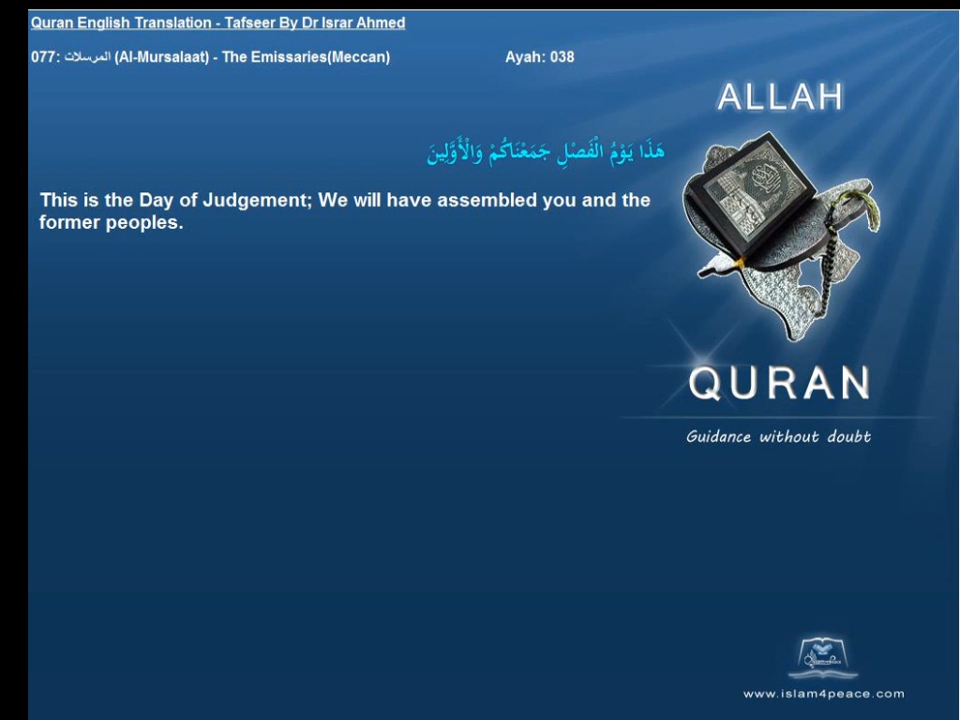 Quran English Translation - Tafseer By Dr Israr Ahmed
077: المرسلات (Al-Mursalaat) - The Emissaries(Meccan) Ayah: 038
ALLAH
هَذَا يَوْمُ الْفَصْلِ جَمَعْنَاكُمْ وَالْأَوَّلِينَ
This is the Day of Judgement; We will have assembled you and the
former peoples.
QURAN
Guidance without doubt
www.islam4peace.com